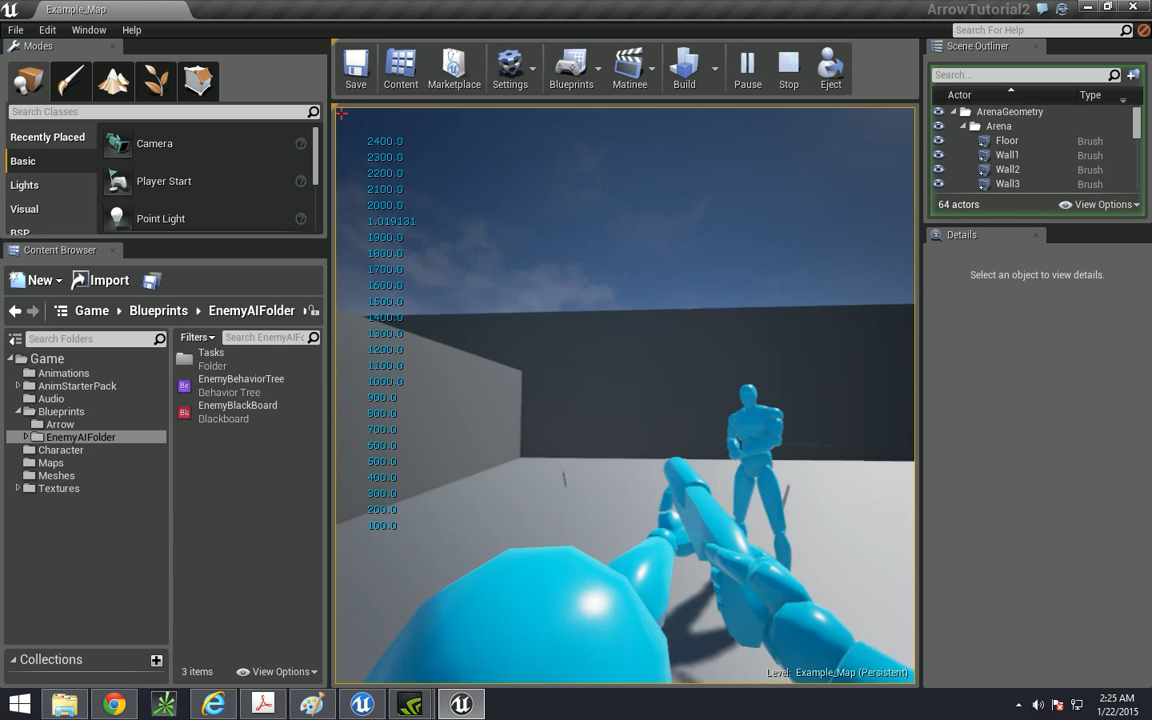 Example_Map
ArrowTutorial2
File Edit Window Help
Search For Help
Modes
Search Classes
Recently Placed
Basic
Lights
Visual
BSP
Camera
Player Start
Point Light
Save
Content
Marketplace
Settings
Blueprints
Matinee
Build
Pause
Stop
Eject
2400.0
2300.0
2200.0
2100.0
2000.0
1.019131
1900.0
1800.0
1700.0
1600.0
1500.0
1400.0
1300.0
1200.0
1100.0
1000.0
900.0
800.0
700.0
600.0
500.0
400.0
300.0
200.0
100.0
Level: Example_Map (Persistent)
Scene Outliner
Search...
Actor Type
ArenaGeometry
Arena
Floor Brush
Wall1 Brush
Wall2 Brush
Wall3 Brush
64 actors View Options
Details
Select an object to view details.
Content Browser
New Import
Game Blueprints EnemyAIFolder
Search Folders
Game
Animations
AnimStarterPack
Audio
Blueprints
Arrow
EnemyAIFolder
Character
Maps
Meshes
Textures
Collections
Filters Search EnemyAIFo
Tasks
Folder
EnemyBehaviorTree
Behavior Tree
EnemyBlackBoard
Blackboard
3 items View Options
2:25 AM
1/22/2015